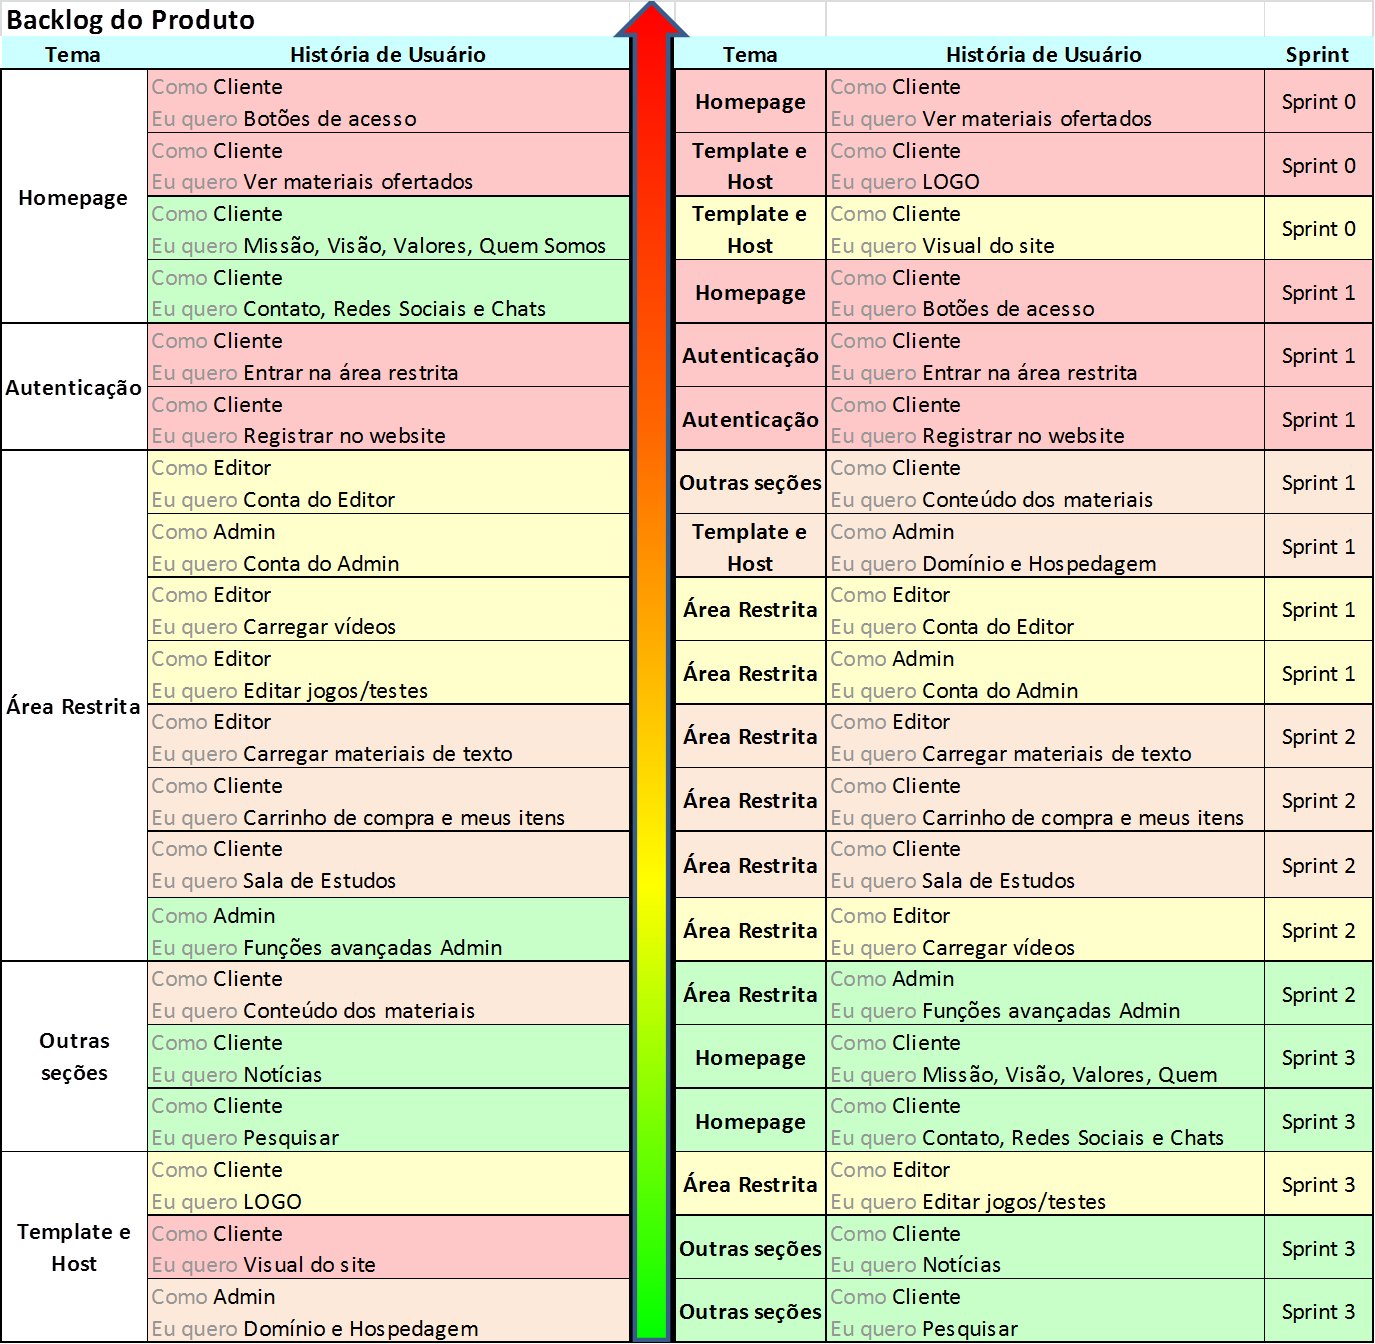 Backlog do Produto
Tema
História de Usuário
Homepage
Como Cliente
Eu quero Botões de acesso
Como Cliente
Eu quero Ver materiais ofertados
Como Cliente
Eu quero Missão, Visão, Valores, Quem Somos
Como Cliente
Eu quero Contato, Redes Sociais e Chats
Autenticação
Como Cliente
Eu quero Entrar na área restrita
Como Cliente
Eu quero Registrar no website
Área Restrita
Como Editor
Eu quero Conta do Editor
Como Admin
Eu quero Conta do Admin
Como Editor
Eu quero Carregar vídeos
Como Editor
Eu quero Editar jogos/testes
Como Editor
Eu quero Carregar materiais de texto
Como Cliente
Eu quero Carrinho de compra e meus itens
Como Cliente
Eu quero Sala de Estudos
Como Admin
Eu quero Funções avançadas Admin
Outras
seções
Como Cliente
Eu quero Conteúdo dos materiais
Como Cliente
Eu quero Notícias
Como Cliente
Eu quero Pesquisar
Template e
Host
Como Cliente
Eu quero LOGO
Como Cliente
Eu quero Visual do site
Como Admin
Eu quero Domínio e Hospedagem
Tema
História de Usuário
Sprint
Homepage
Como Cliente
Eu quero Ver materiais ofertados
Sprint 0
Template e
Host
Como Cliente
Eu quero LOGO
Sprint 0
Template e
Host
Como Cliente
Eu quero Visual do site
Sprint 0
Homepage
Como Cliente
Eu quero Botões de acesso
Sprint 1
Autenticação
Como Cliente
Eu quero Entrar na área restrita
Sprint 1
Autenticação
Como Cliente
Eu quero Registrar no website
Sprint 1
Outras seções
Como Cliente
Eu quero Conteúdo dos materiais
Sprint 1
Template e
Host
Como Admin
Eu quero Domínio e Hospedagem
Sprint 1
Área Restrita
Como Editor
Eu quero Conta do Editor
Sprint 1
Área Restrita
Como Admin
Eu quero Conta do Admin
Sprint 1
Área Restrita
Como Editor
Eu quero Carregar materiais de texto
Sprint 2
Área Restrita
Como Cliente
Eu quero Carrinho de compra e meus itens
Sprint 2
Área Restrita
Como Cliente
Eu quero Sala de Estudos
Sprint 2
Área Restrita
Como Editor
Eu quero Carregar vídeos
Sprint 2
Área Restrita
Como Admin
Eu quero Funções avançadas Admin
Sprint 2
Homepage
Como Cliente
Eu quero Missão, Visão, Valores, Quem
Sprint 3
Homepage
Como Cliente
Eu quero Contato, Redes Sociais e Chats
Sprint 3
Área Restrita
Como Editor
Eu quero Editar jogos/testes
Sprint 3
Outras seções
Como Cliente
Eu quero Notícias
Sprint 3
Outras seções
Como Cliente
Eu quero Pesquisar
Sprint 3